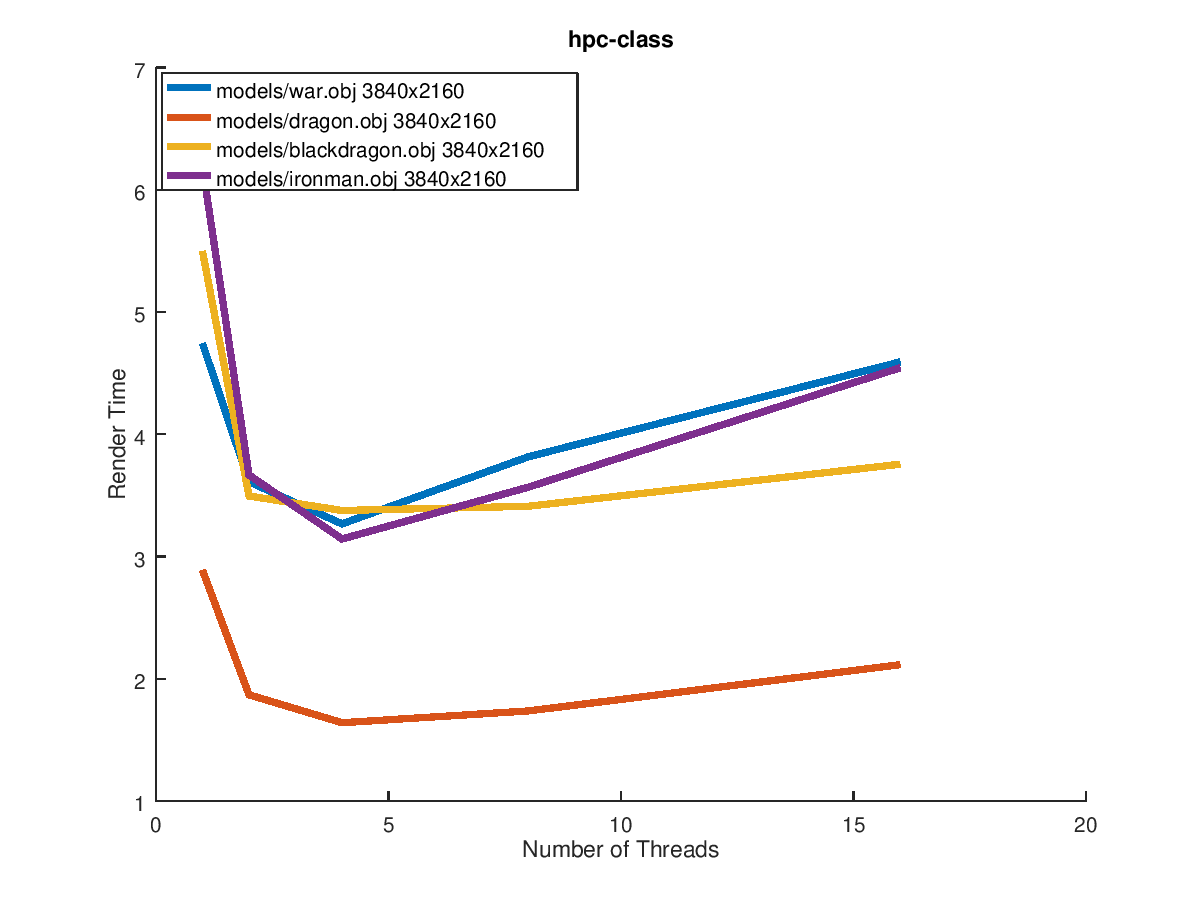 hpc-class
7
models/war.obj 3840x2160
models/dragon.obj 3840x2160
models/blackdragon.obj 3840x2160
models/ironman.obj 3840x2160
6
5
4
3
2
1
Render Time
0 5 10 15 20
Number of Threads